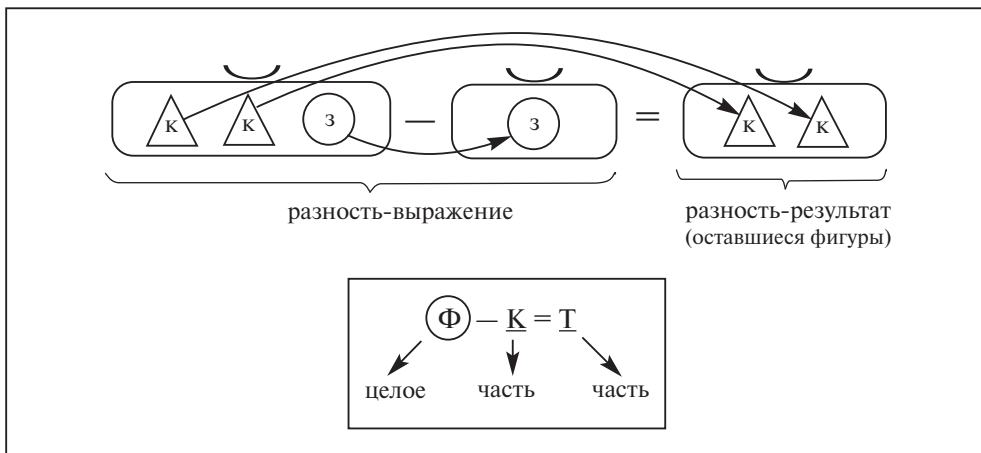 К К З — З = К К
разность-выражение разность-результат
(оставшиеся фигуры)
Ф — К = Т
целое часть часть